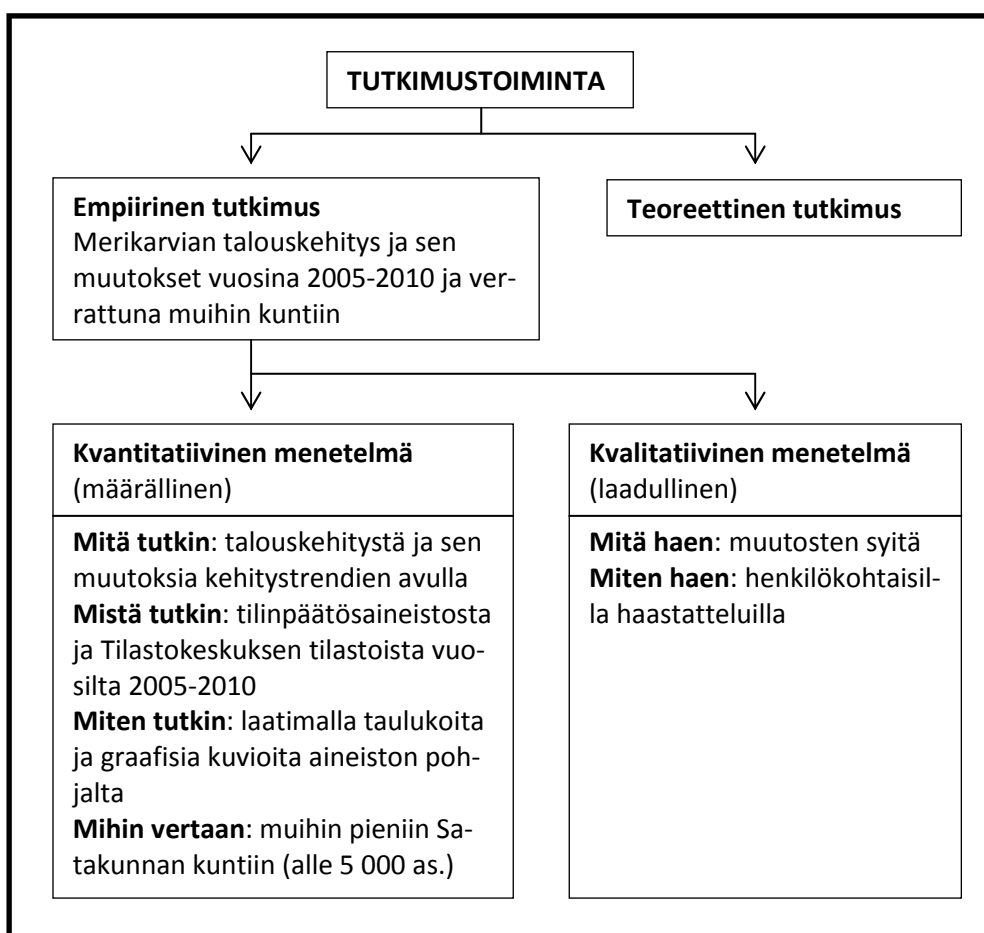 TUTKIMUSTOIMINTA
Empiirinen tutkimus
Merikarvian talouskehitys ja sen
muutokset vuosina 2005-2010 ja ver-
rattuna muihin kuntiin
Teoreettinen tutkimus
Kvantitatiivinen menetelmä
(määrällinen)
Mitä tutkin: talouskehitystä ja sen
muutoksia kehitystrendien avulla
Mistä tutkin: tilinpäätösaineistosta
ja Tilastokeskuksen tilastoista vuo-
silta 2005-2010
Miten tutkin: laatimalla taulukoita
ja graafisia kuvioita aineiston poh-
jalta
Mihin vertaan: muihin pieniin Sa-
takunnan kuntiin (alle 5 000 as.)
Kvalitatiivinen menetelmä
(laadullinen)
Mitä haen: muutosten syitä
Miten haen: henkilökohtaisil-
la haastatteluilla